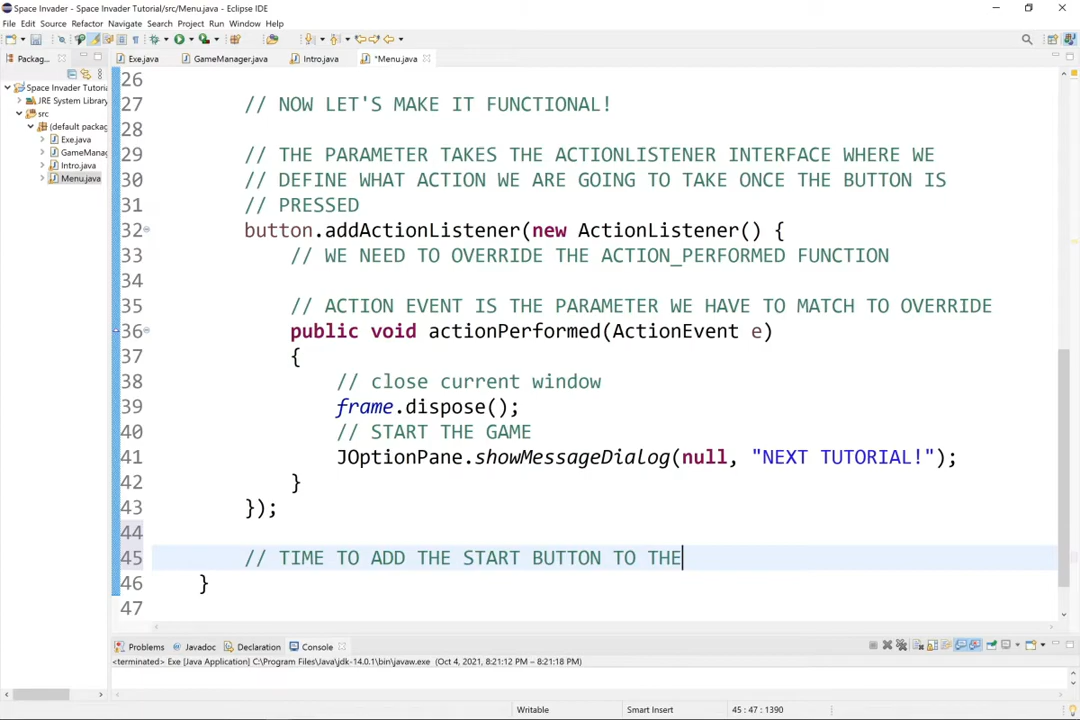 Space Invader - Space Invader Tutorial/src/Menu.java - Eclipse IDE
File Edit Source Refactor Navigate Search Project Run Window Help
Packag... Exe.java GameManager.java Intro.java *Menu.java
Space Invader Tutoria
JRE System Library
src
(default packag
Exe.java
GameManag
Intro.java
Menu.java
26
27 // NOW LET'S MAKE IT FUNCTIONAL!
28
29 // THE PARAMETER TAKES THE ACTIONLISTENER INTERFACE WHERE WE
30 // DEFINE WHAT ACTION WE ARE GOING TO TAKE ONCE THE BUTTON IS
31 // PRESSED
32 button.addActionListener(new ActionListener() {
33 // WE NEED TO OVERRIDE THE ACTION_PERFORMED FUNCTION
34
35 // ACTION EVENT IS THE PARAMETER WE HAVE TO MATCH TO OVERRIDE
36 public void actionPerformed(ActionEvent e)
37 {
38 // close current window
39 frame.dispose();
40 // START THE GAME
41 JOptionPane.showMessageDialog(null, "NEXT TUTORIAL!");
42 }
43 });
44
45 // TIME TO ADD THE START BUTTON TO THE
46 }
47
Problems Javadoc Declaration Console
<terminated> Exe [Java Application] C:\Program Files\Java\jdk-14.0.1\bin\javaw.exe (Oct 4, 2021, 8:21:12 PM – 8:21:18 PM)
Writable Smart Insert 45 : 47 : 1390